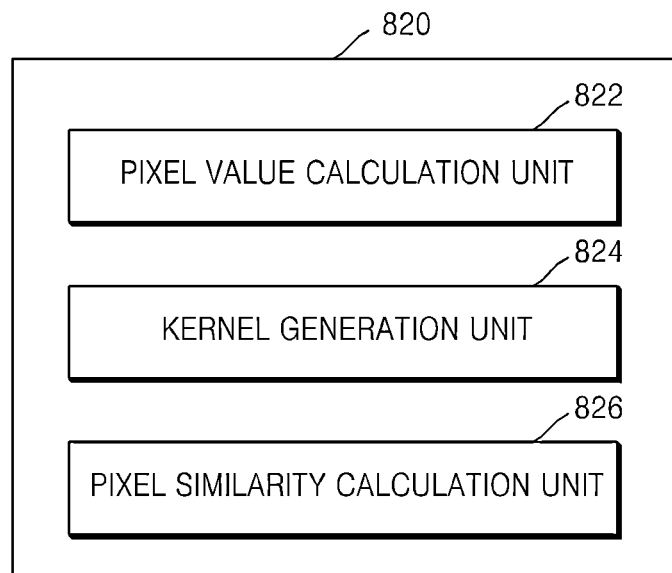 820
822
PIXEL VALUE CALCULATION UNIT
824
KERNEL GENERATION UNIT
826
PIXEL SIMILARITY CALCULATION UNIT